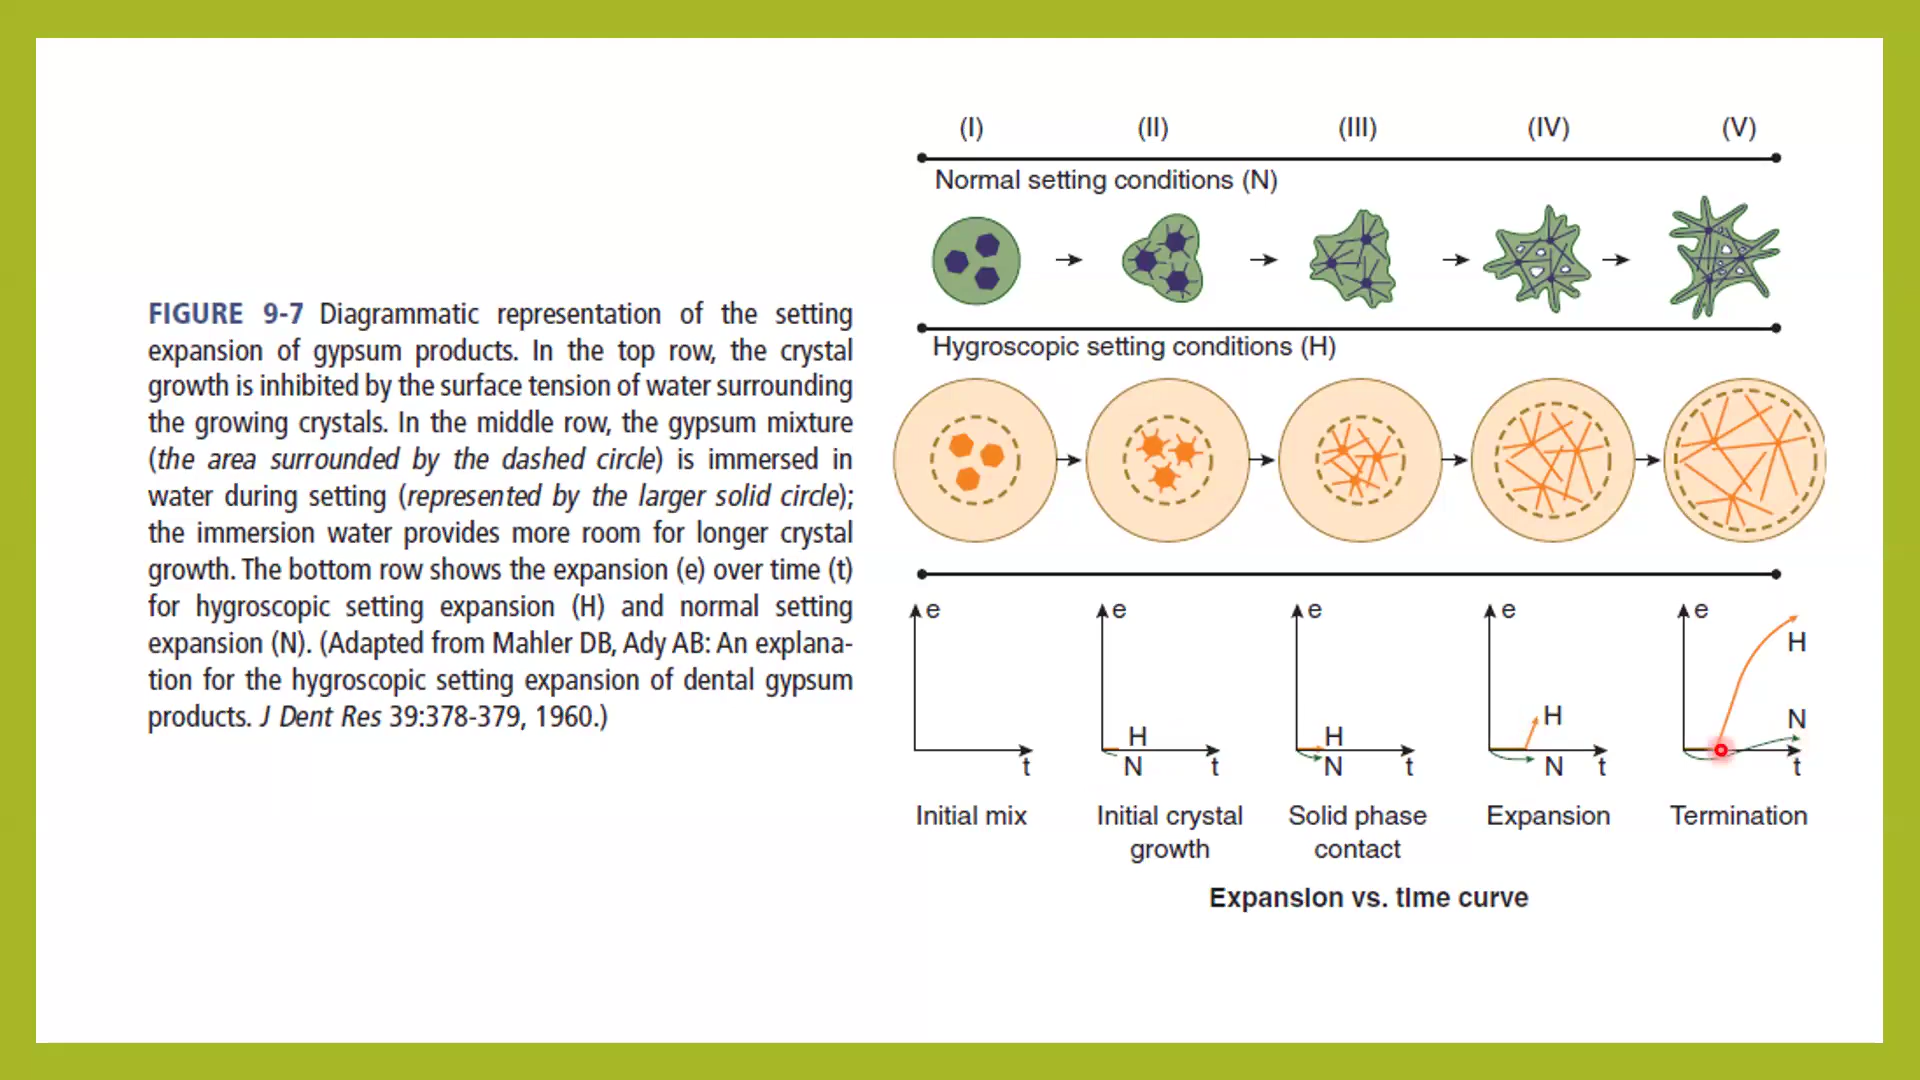 FIGURE 9-7 Diagrammatic representation of the setting
expansion of gypsum products. In the top row, the crystal
growth is inhibited by the surface tension of water surrounding
the growing crystals. In the middle row, the gypsum mixture
(the area surrounded by the dashed circle) is immersed in
water during setting (represented by the larger solid circle);
the immersion water provides more room for longer crystal
growth. The bottom row shows the expansion (e) over time (t)
for hygroscopic setting expansion (H) and normal setting
expansion (N). (Adapted from Mahler DB, Ady AB: An explana-
tion for the hygroscopic setting expansion of dental gypsum
products. J Dent Res 39:378-379, 1960.)
(I) (II) (III) (IV) (V)
Normal setting conditions (N)
Hygroscopic setting conditions (H)
e e e e e
H H H H
N N N N
t t t t t
Initial mix
Initial crystal
growth
Solid phase
contact
Expansion
Termination
Expansion vs. time curve